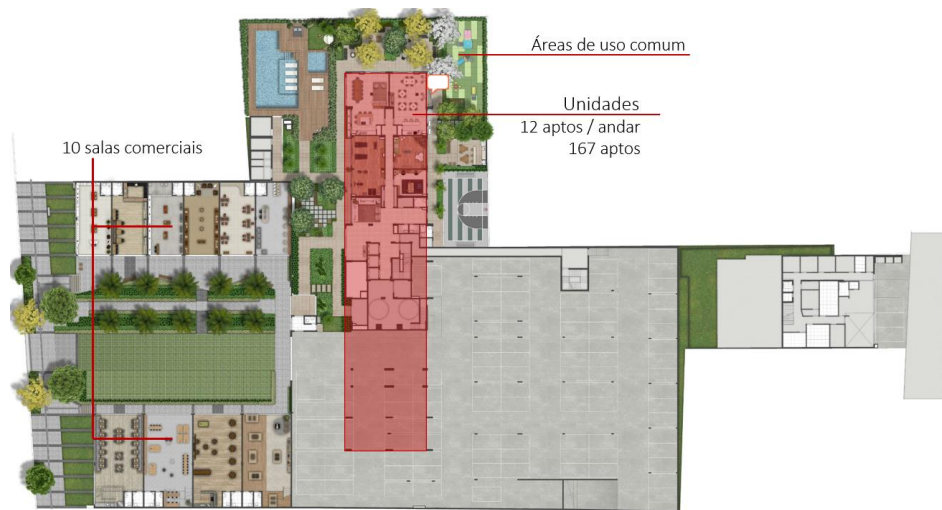 Áreas de uso comum
Unidades
12 aptos / andar
167 aptos
10 salas comerciais